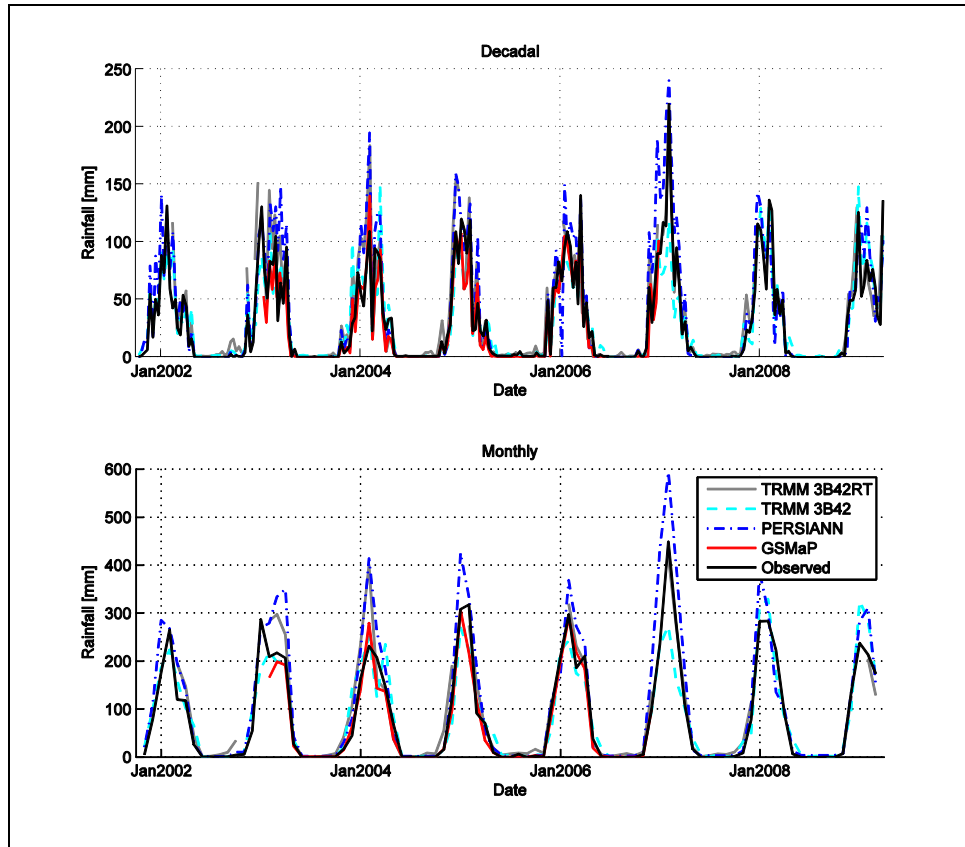 Decadal
250
200
150
100
50
0
Rainfall [mm]
Jan2002
Jan2004
Jan2006
Jan2008
Date
Monthly
600
500
400
300
200
100
0
Rainfall [mm]
TRMM 3B42RT
TRMM 3B42
PERSIANN
GSMaP
Observed
Jan2002
Jan2004
Jan2006
Jan2008
Date